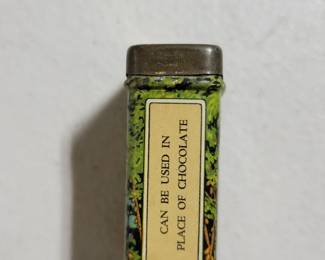 CAN BE USED IN
PLACE OF CHOCOLATE